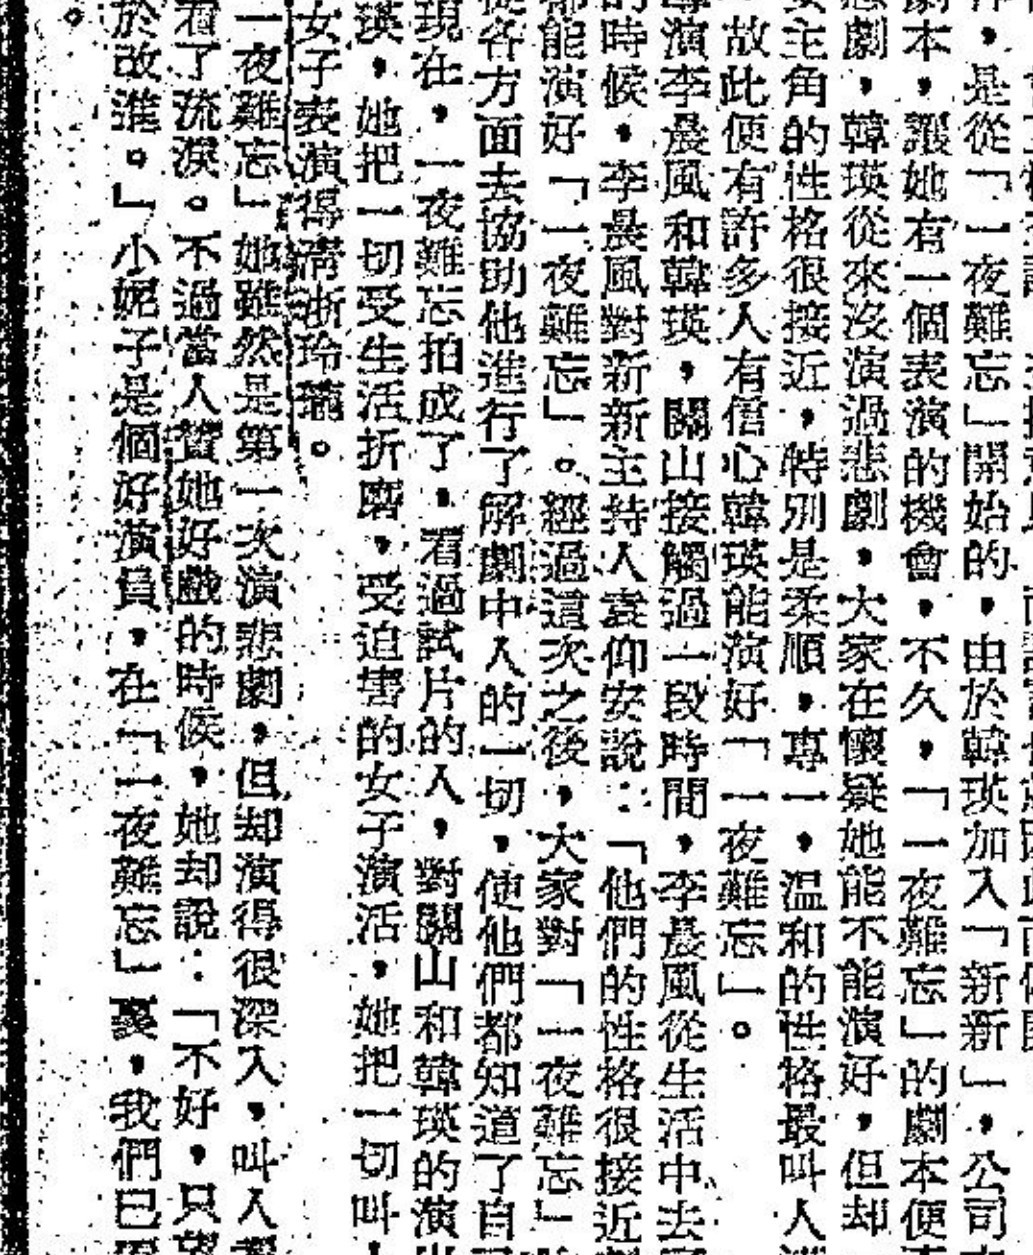 ，是從「一夜難忘」開始的，由於韓瑛加入「新新」，公司
劇本，讓她有一個表演的機會，不久，「一夜難忘」的劇本便
悲劇，韓瑛從來沒演過悲劇，大家在懷疑她能不能演好，但却
女主角的性格很接近，特別是柔順，專一，温和的性格最叫人
故此便有許多人有信心韓瑛能演好「一夜難忘」。
導演李晨風和韓瑛，關山接觸過一段時間，李晨風從生活中去
的時候，李晨風對新新主持人袁仰安說：「他們的性格很接近
都能演好「一夜難忘」。經過這次之後，大家對「一夜難忘」
從各方面去協助他進行了解劇中人的一切，使他們都知道了自
現在，一夜難忘拍成了，看過試片的人，對關山和韓瑛的演
瑛，她把一切受生活折磨，受迫害的女子演活，她把一切叫
女子表演得清淅玲瓏。
一夜難忘」她雖然是第一次演悲劇，但却演得很深入，叫人
看了流淚。不過當人贊她好戲的時候，她却說：「不好，只望
於改進。」小妮子是個好演員，在「一夜難忘」裏，我們已
。